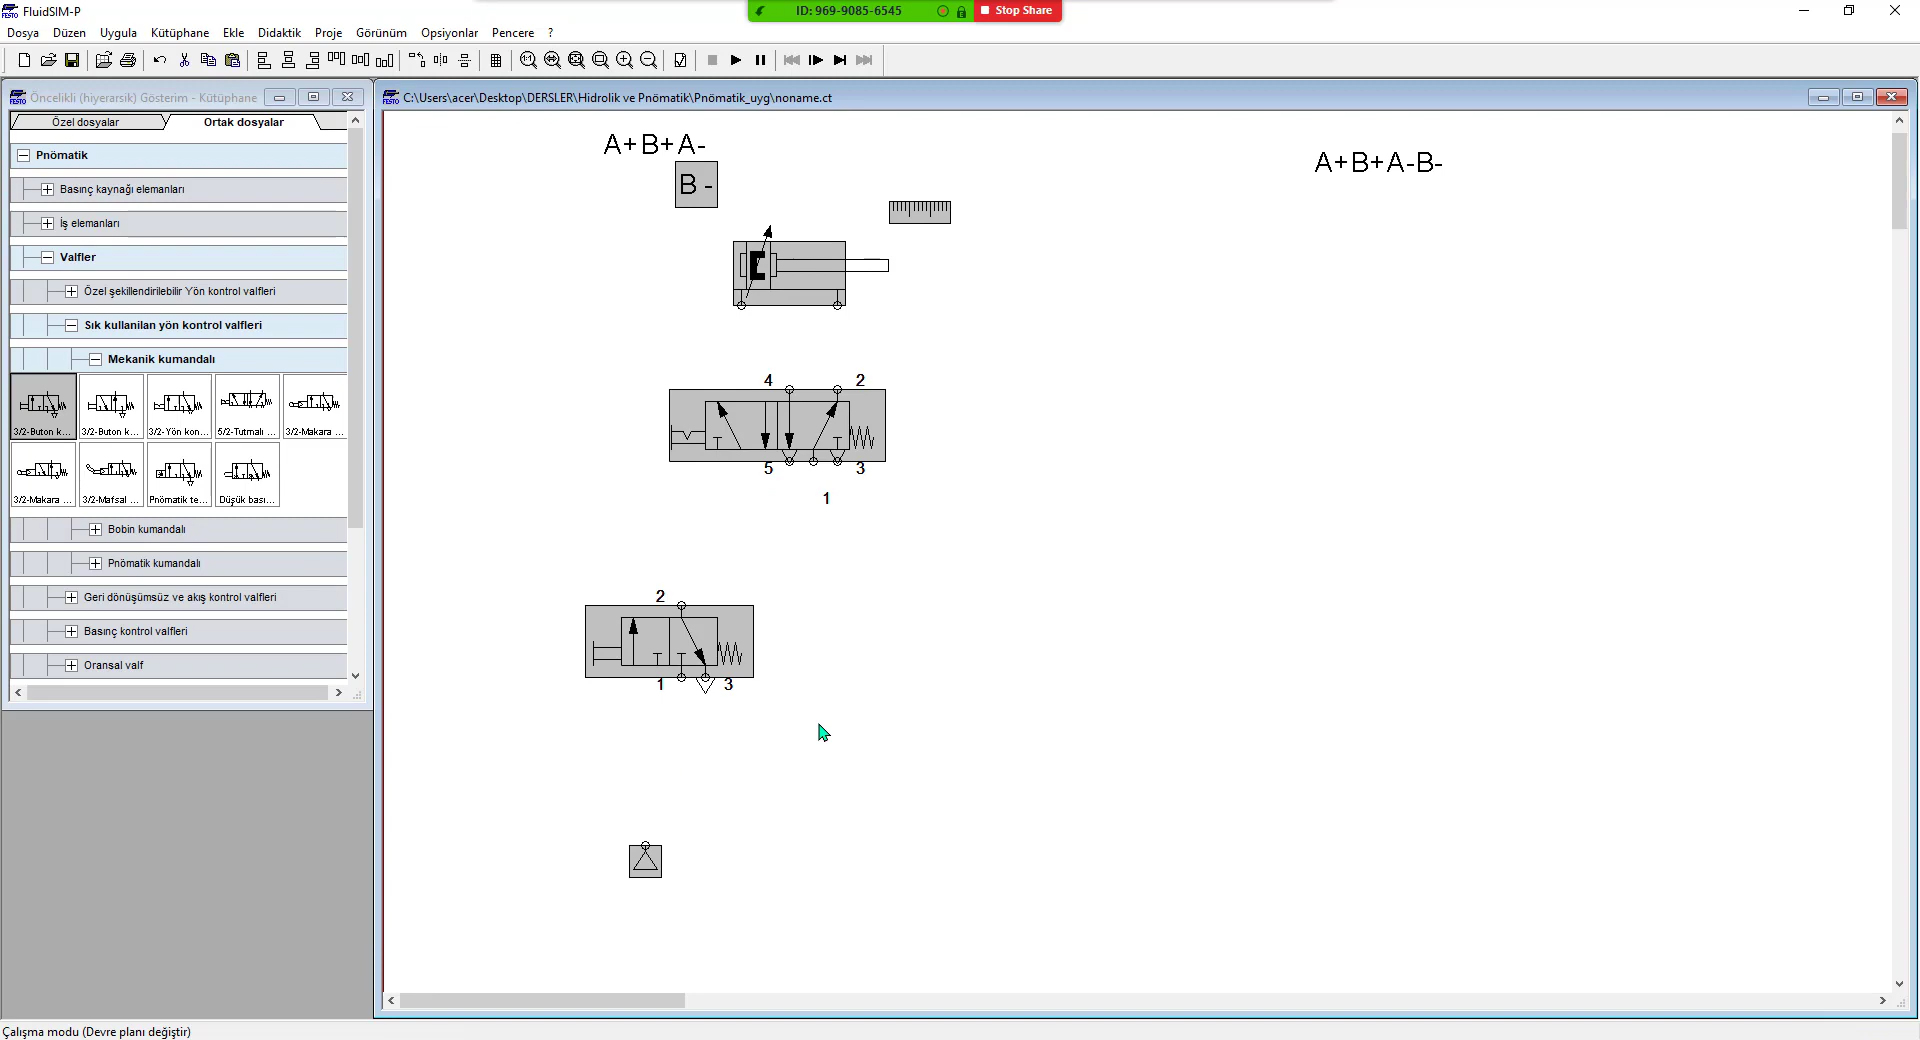 FluidSIM-P
ID: 969-9085-6545
Stop Share
Dosya Düzen Uygula Kütüphane Ekle Didaktik Proje Görünüm Opsiyonlar Pencere ?
Öncelikli (hiyerarsik) Gösterim - Kütüphane
Özel dosyalar
Ortak dosyalar
Pnömatik
Basınç kaynağı elemanları
İş elemanları
Valfler
Özel şekillendirilebilir Yön kontrol valfleri
Sık kullanilan yön kontrol valfleri
Mekanik kumandalı
3/2-Buton k... 3/2-Buton k... 3/2-Yön kon... 5/2-Tutmalı ... 3/2-Makara
3/2-Makara ... 3/2-Mafsal ... Pnömatik te... Düşük bası...
Bobin kumandalı
Pnömatik kumandalı
Geri dönüşümsüz ve akış kontrol valfleri
Basınç kontrol valfleri
Oransal valf
C:\Users\acer\Desktop\DERSLER\Hidrolik ve Pnömatik\Pnömatik_uyg\noname.ct
A+B+A-
B -
A+B+A-B-
4 2
5 3
1
2
1 3
Çalışma modu (Devre planı değiştir)